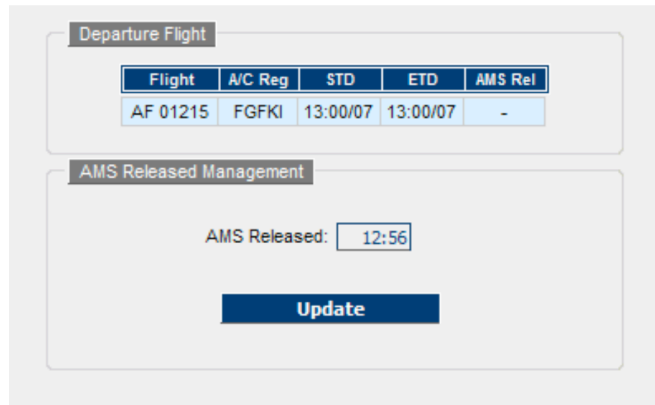 Departure Flight
Flight A/C Reg STD ETD AMS Rel
AF 01215 FGFKI 13:00/07 13:00/07 -
AMS Released Management
AMS Released: 12:56
Update